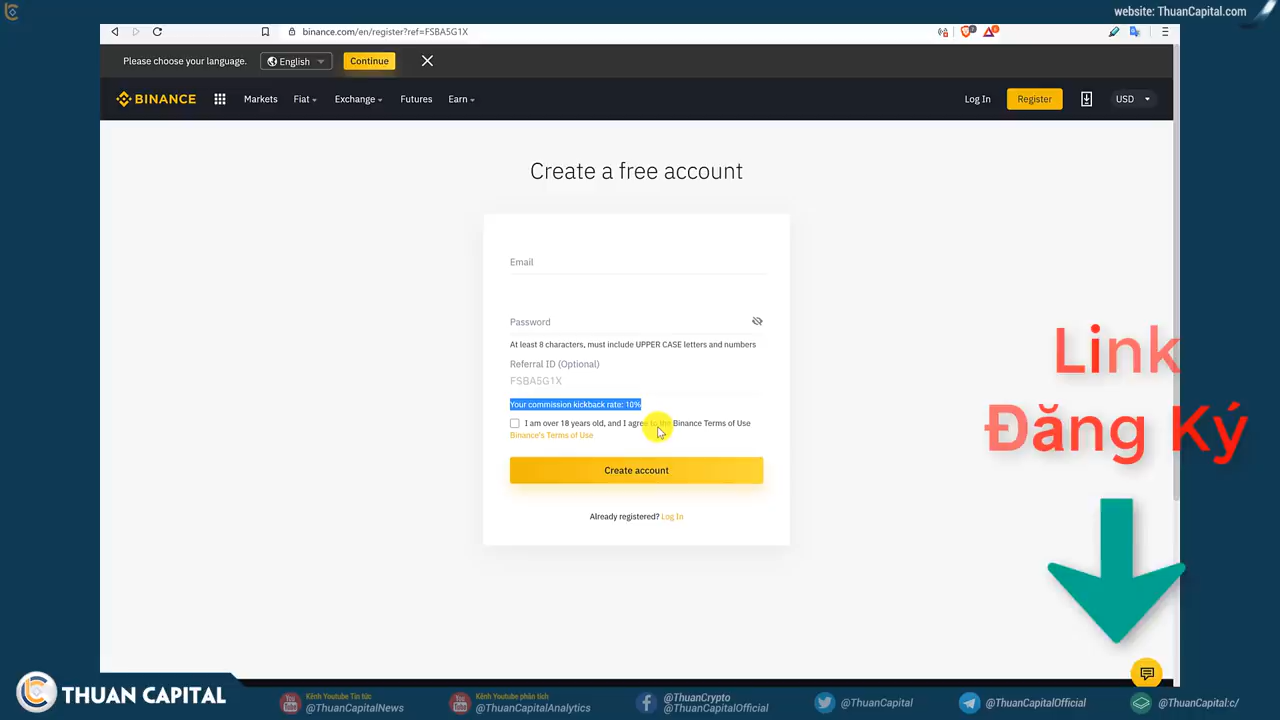 website: ThuanCapital.com
binance.com/en/register?ref=FSBA5G1X
Please choose your language.
English
Continue
BINANCE
Markets
Fiat
Exchange
Futures
Earn
Log In
Register
USD
Create a free account
Email
Password
At least 8 characters, must include UPPER CASE letters and numbers
Referral ID (Optional)
FSBA5G1X
Your commission kickback rate: 10%
I am over 18 years old, and I agree to the Binance Terms of Use
Binance's Terms of Use
Create account
Already registered? Log In
Link
Đăng Ký
THUAN CAPITAL
Kênh Youtube Tin tức
@ThuanCapitalNews
Kênh Youtube phân tích
@ThuanCapitalAnalytics
@ThuanCrypto
@ThuanCapitalOfficial
@ThuanCapital
@ThuanCapitalOfficial
@ThuanCapital:c/